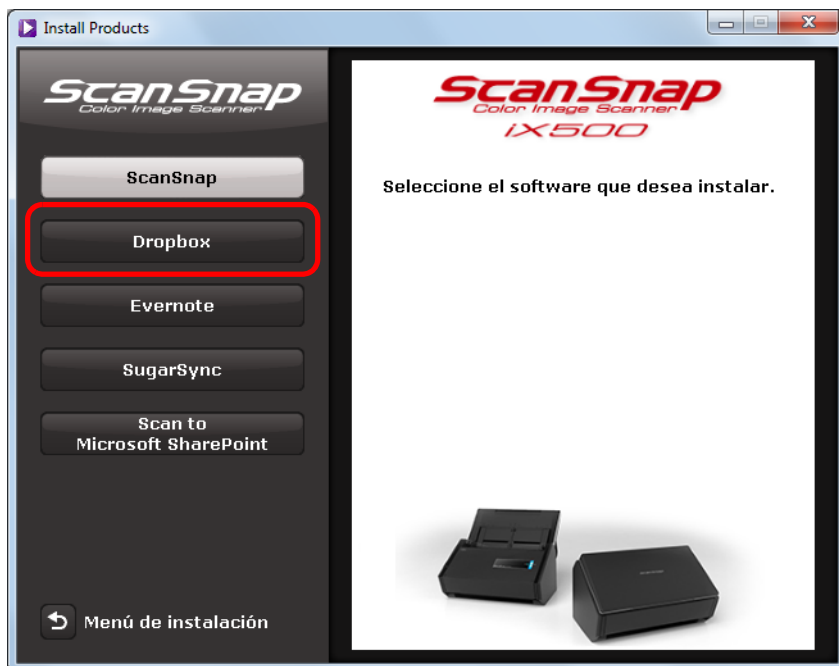 Install Products
ScanSnap
Color Image Scanner
ScanSnap
Dropbox
Evernote
SugarSync
Scan to
Microsoft SharePoint
Menú de instalación
ScanSnap
Color Image Scanner
iX500
Seleccione el software que desea instalar.